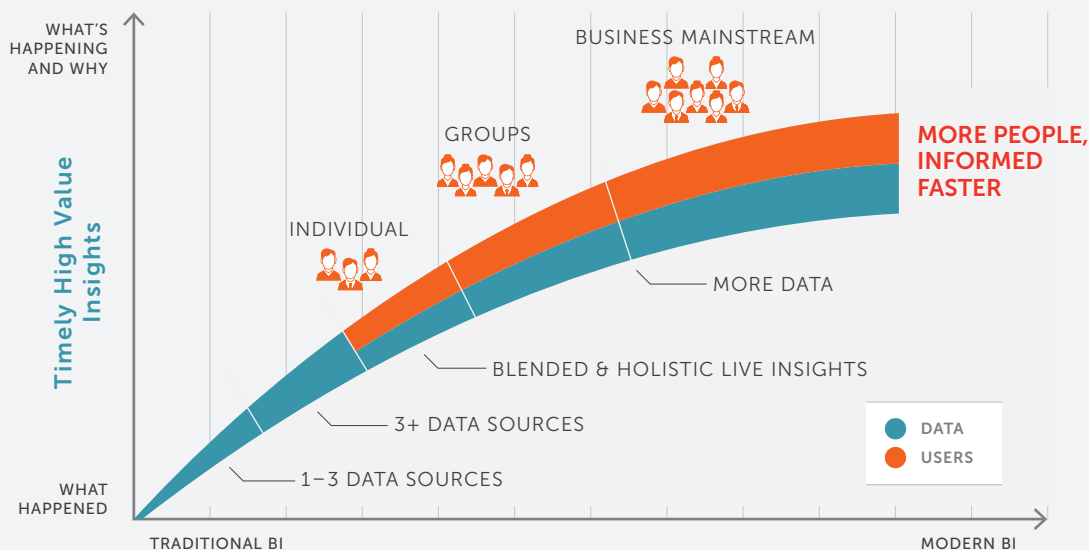 WHAT'S
HAPPENING
AND WHY
BUSINESS MAINSTREAM
GROUPS
MORE PEOPLE,
INFORMED
FASTER
INDIVIDUAL
Timely High Value
Insights
MORE DATA
BLENDED & HOLISTIC LIVE INSIGHTS
3+ DATA SOURCES
1–3 DATA SOURCES
DATA
USERS
WHAT
HAPPENED
TRADITIONAL BI
MODERN BI